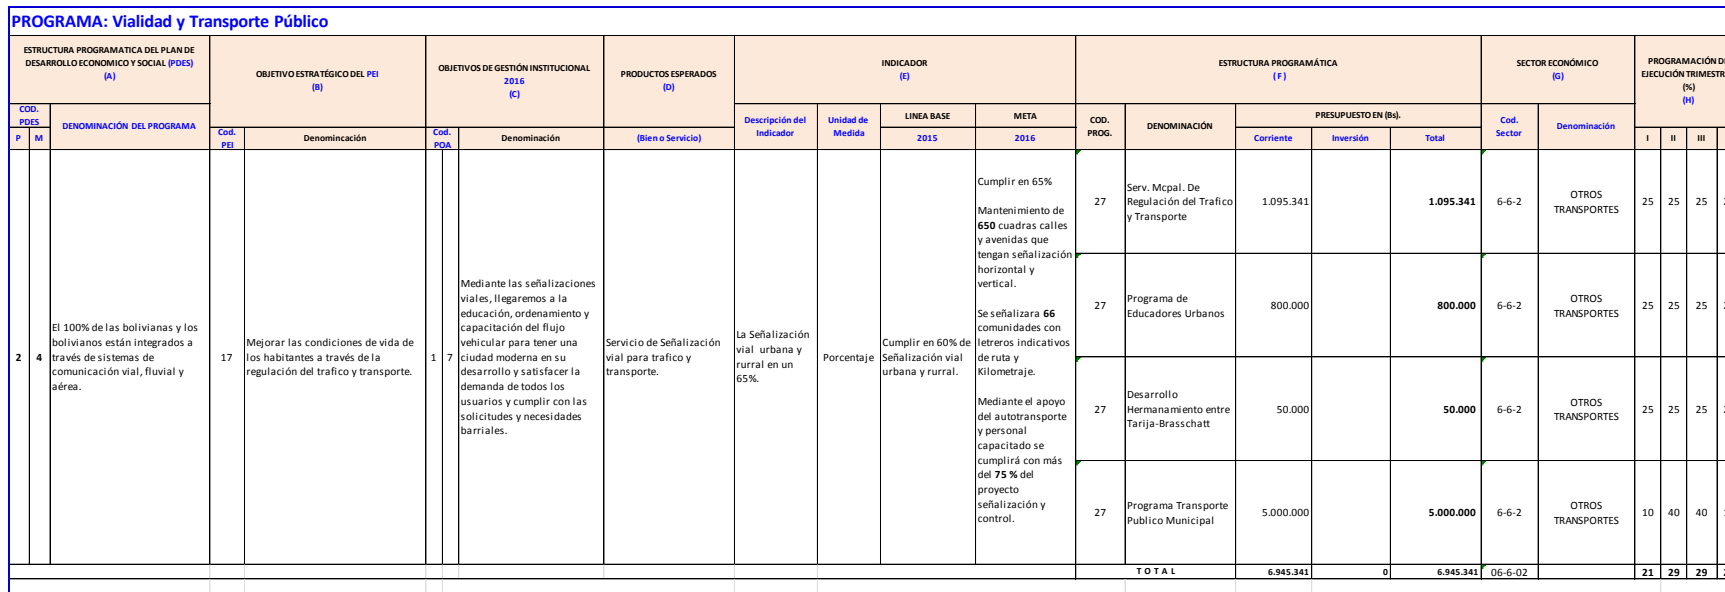 PROGRAMA: Vialidad y Transporte Público
ESTRUCTURA PROGRAMATICA DEL PLAN DE
DESARROLLO ECONOMICO Y SOCIAL (PDES)
(A)
OBJETIVO ESTRATÉGICO DEL PEI
(B)
OBJETIVOS DE GESTIÓN INSTITUCIONAL
2016
(C)
PRODUCTOS ESPERADOS
(D)
INDICADOR
(E)
ESTRUCTURA PROGRAMÁTICA
( F )
SECTOR ECONÓMICO
(G)
PROGRAMACIÓN D
EJECUCIÓN TRIMESTR
(%)
(H)
COD.
PDES
DENOMINACIÓN DEL PROGRAMA
P M
Cod.
PEI
Denomincación
Cod.
POA
Denominación
(Bien o Servicio)
Descripción del
Indicador
Unidad de
Medida
LINEA BASE
2015
META
2016
COD.
PROG.
DENOMINACIÓN
PRESUPUESTO EN (Bs).
Corriente Inversión Total
Cod.
Sector
Denominación
I II III
2 4
El 100% de las bolivianas y los
bolivianos están integrados a
través de sistemas de
comunicación vial, fluvial y
aérea.
17
Mejorar las condiciones de vida de
los habitantes a través de la
regulación del trafico y transporte.
1 7
Mediante las señalizaciones
viales, llegaremos a la
educación, ordenamiento y
capacitación del flujo
vehicular para tener una
ciudad moderna en su
desarrollo y satisfacer la
demanda de todos los
usuarios y cumplir con las
solicitudes y necesidades
barriales.
Servicio de Señalización
vial para trafico y
transporte.
La Señalización
vial urbana y
rurral en un
65%.
Porcentaje
Cumplir en 60% de
Señalización vial
urbana y rurral.
Cumplir en 65%
Mantenimiento de
650 cuadras calles
y avenidas que
tengan señalización
horizontal y
vertical.
Se señalizara 66
comunidades con
letreros indicativos
de ruta y
Kilometraje.
Mediante el apoyo
del autotransporte
y personal
capacitado se
cumplirá con más
del 75 % del
proyecto
señalización y
control.
27
Serv. Mcpal. De
Regulación del Trafico
y Transporte
1.095.341 1.095.341 6-6-2
OTROS
TRANSPORTES
25 25 25
27
Programa de
Educadores Urbanos
800.000 800.000 6-6-2
OTROS
TRANSPORTES
25 25 25
27
Desarrollo
Hermanamiento entre
Tarija-Brasschatt
50.000 50.000 6-6-2
OTROS
TRANSPORTES
25 25 25
27
Programa Transporte
Publico Municipal
5.000.000 5.000.000 6-6-2
OTROS
TRANSPORTES
10 40 40
T O T A L 6.945.341 0 6.945.341 06-6-02 21 29 29